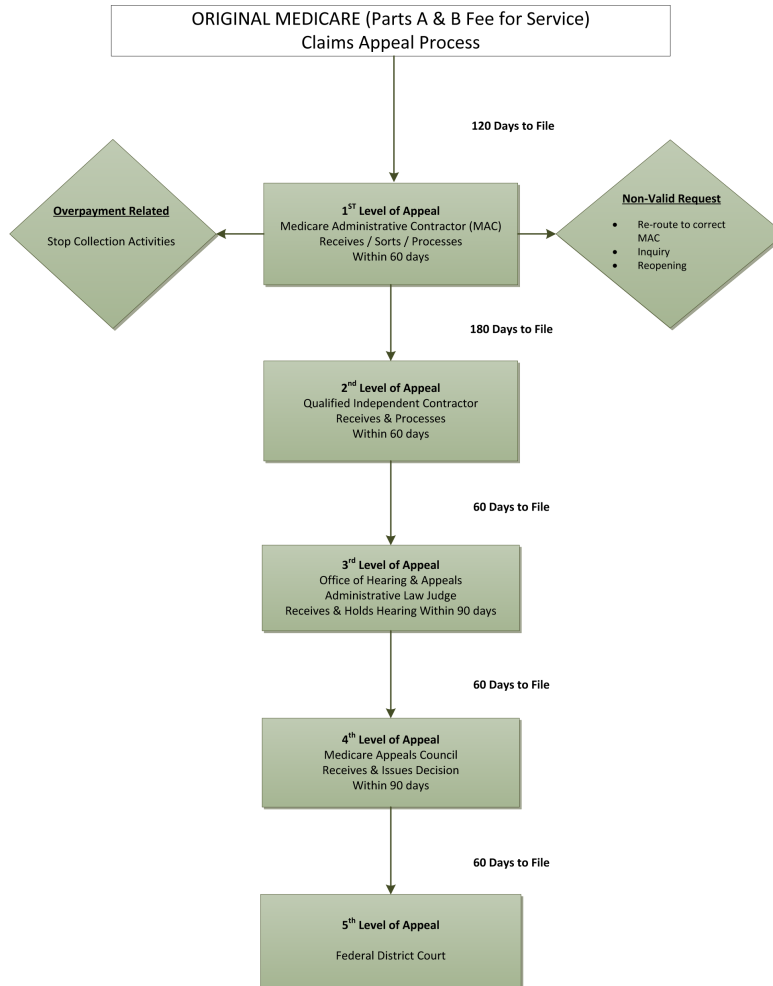 ORIGINAL MEDICARE (Parts A & B Fee for Service)
Claims Appeal Process
120 Days to File
Overpayment Related
Stop Collection Activities
1ST Level of Appeal
Medicare Administrative Contractor (MAC)
Receives / Sorts / Processes
Within 60 days
Non-Valid Request
• Re-route to correct
MAC
• Inquiry
• Reopening
180 Days to File
2nd Level of Appeal
Qualified Independent Contractor
Receives & Processes
Within 60 days
60 Days to File
3rd Level of Appeal
Office of Hearing & Appeals
Administrative Law Judge
Receives & Holds Hearing Within 90 days
60 Days to File
4th Level of Appeal
Medicare Appeals Council
Receives & Issues Decision
Within 90 days
60 Days to File
5th Level of Appeal
Federal District Court